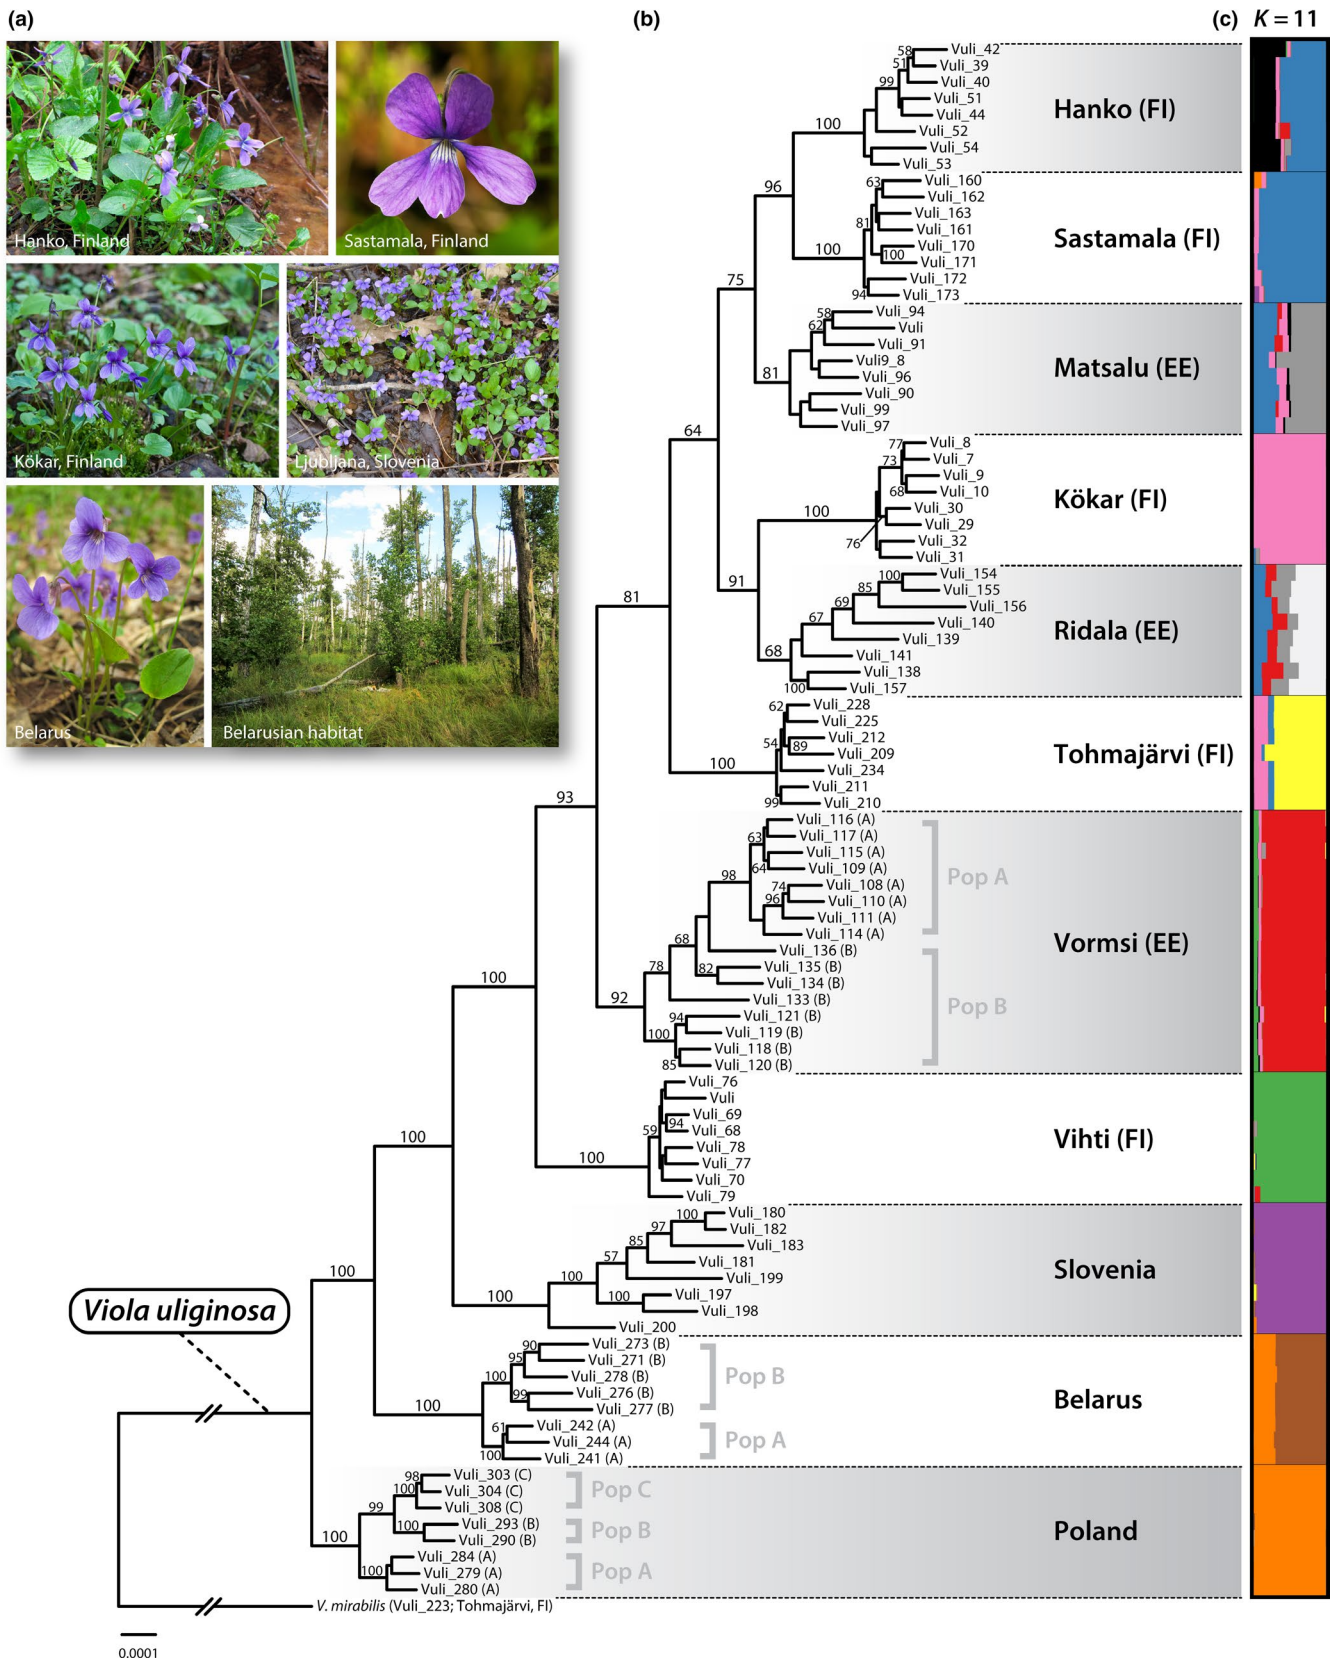 (a)
Hanko, Finland
Sastamala, Finland
Kökar, Finland
Ljubljana, Slovenia
Belarus
Belarusian habitat
(b)
58
Vuli_42
51
Vuli_39
Vuli_40
99
Vuli_51
Vuli_44
100
Vuli_52
Vuli_54
Vuli_53
Hanko (FI)
96
63
Vuli_160
Vuli_162
Vuli_163
81
Vuli_161
Vuli_170
100
100
Vuli_171
Vuli_172
94
Vuli_173
Sastamala (FI)
75
58
Vuli_94
62
Vuli
Vuli_91
Vuli9_8
81
Vuli_96
Vuli_90
Vuli_99
Vuli_97
Matsalu (EE)
64
77
Vuli_8
73
Vuli_7
Vuli_9
68
Vuli_10
100
Vuli_30
Vuli_29
76
Vuli_32
Vuli_31
Kökar (FI)
91
100
Vuli_154
85
Vuli_155
69
Vuli_156
67
Vuli_140
Vuli_139
68
Vuli_141
Vuli_138
100
Vuli_157
Ridala (EE)
81
62
Vuli_228
Vuli_225
54
Vuli_212
89
Vuli_209
100
Vuli_234
Vuli_211
99
Vuli_210
Tohmajärvi (FI)
93
Vuli_116 (A)
63
Vuli_117 (A)
Vuli_115 (A)
64
Vuli_109 (A)
98
74
Vuli_108 (A)
96
Vuli_110 (A)
Vuli_111 (A)
Vuli_114 (A)
Pop A
68
Vuli_136 (B)
78
82
Vuli_135 (B)
Vuli_134 (B)
92
Vuli_133 (B)
94
Vuli_121 (B)
100
Vuli_119 (B)
Vuli_118 (B)
85
Vuli_120 (B)
Pop B
Vormsi (EE)
100
Vuli_76
Vuli
Vuli_69
59
94
Vuli_68
Vuli_78
100
Vuli_77
Vuli_70
Vuli_79
Vihti (FI)
100
100
Vuli_180
97
Vuli_182
85
Vuli_183
57
Vuli_181
100
Vuli_199
100
100
Vuli_197
Vuli_198
Vuli_200
Slovenia
100
Viola uliginosa
90
Vuli_273 (B)
95
Vuli_271 (B)
100
Vuli_278 (B)
99
Vuli_276 (B)
Vuli_277 (B)
Pop B
100
61
Vuli_242 (A)
Vuli_244 (A)
100
Vuli_241 (A)
Pop A
Belarus
98
Vuli_303 (C)
100
Vuli_304 (C)
99
Vuli_308 (C)
Pop C
100
Vuli_293 (B)
Vuli_290 (B)
Pop B
100
Vuli_284 (A)
100
Vuli_279 (A)
Vuli_280 (A)
Pop A
Poland
V. mirabilis (Vuli_223; Tohmajärvi, FI)
0.0001
(c)
K = 11